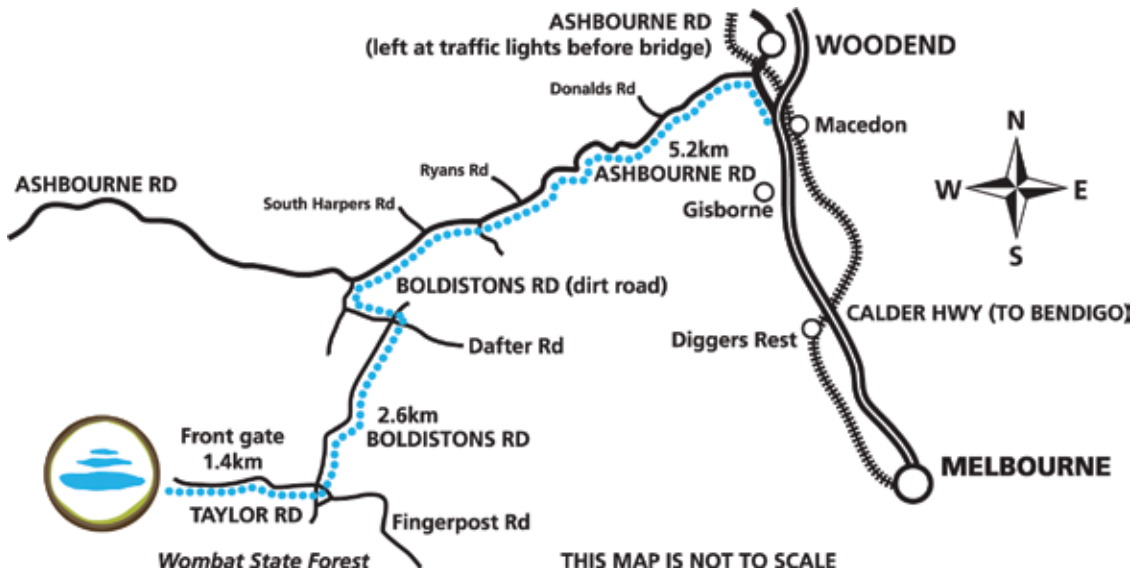 ASHBOURNE RD
(left at traffic lights before bridge)
WOODEND
Donalds Rd
Macedon
5.2km
ASHBOURNE RD
Ryans Rd
N
W
E
S
ASHBOURNE RD
South Harpers Rd
Gisborne
BOLDISTONS RD (dirt road)
CALDER HWY (TO BENDIGO)
Diggers Rest
Dafter Rd
2.6km
BOLDISTONS RD
Front gate
1.4km
MELBOURNE
TAYLOR RD
Fingerpost Rd
Wombat State Forest
THIS MAP IS NOT TO SCALE